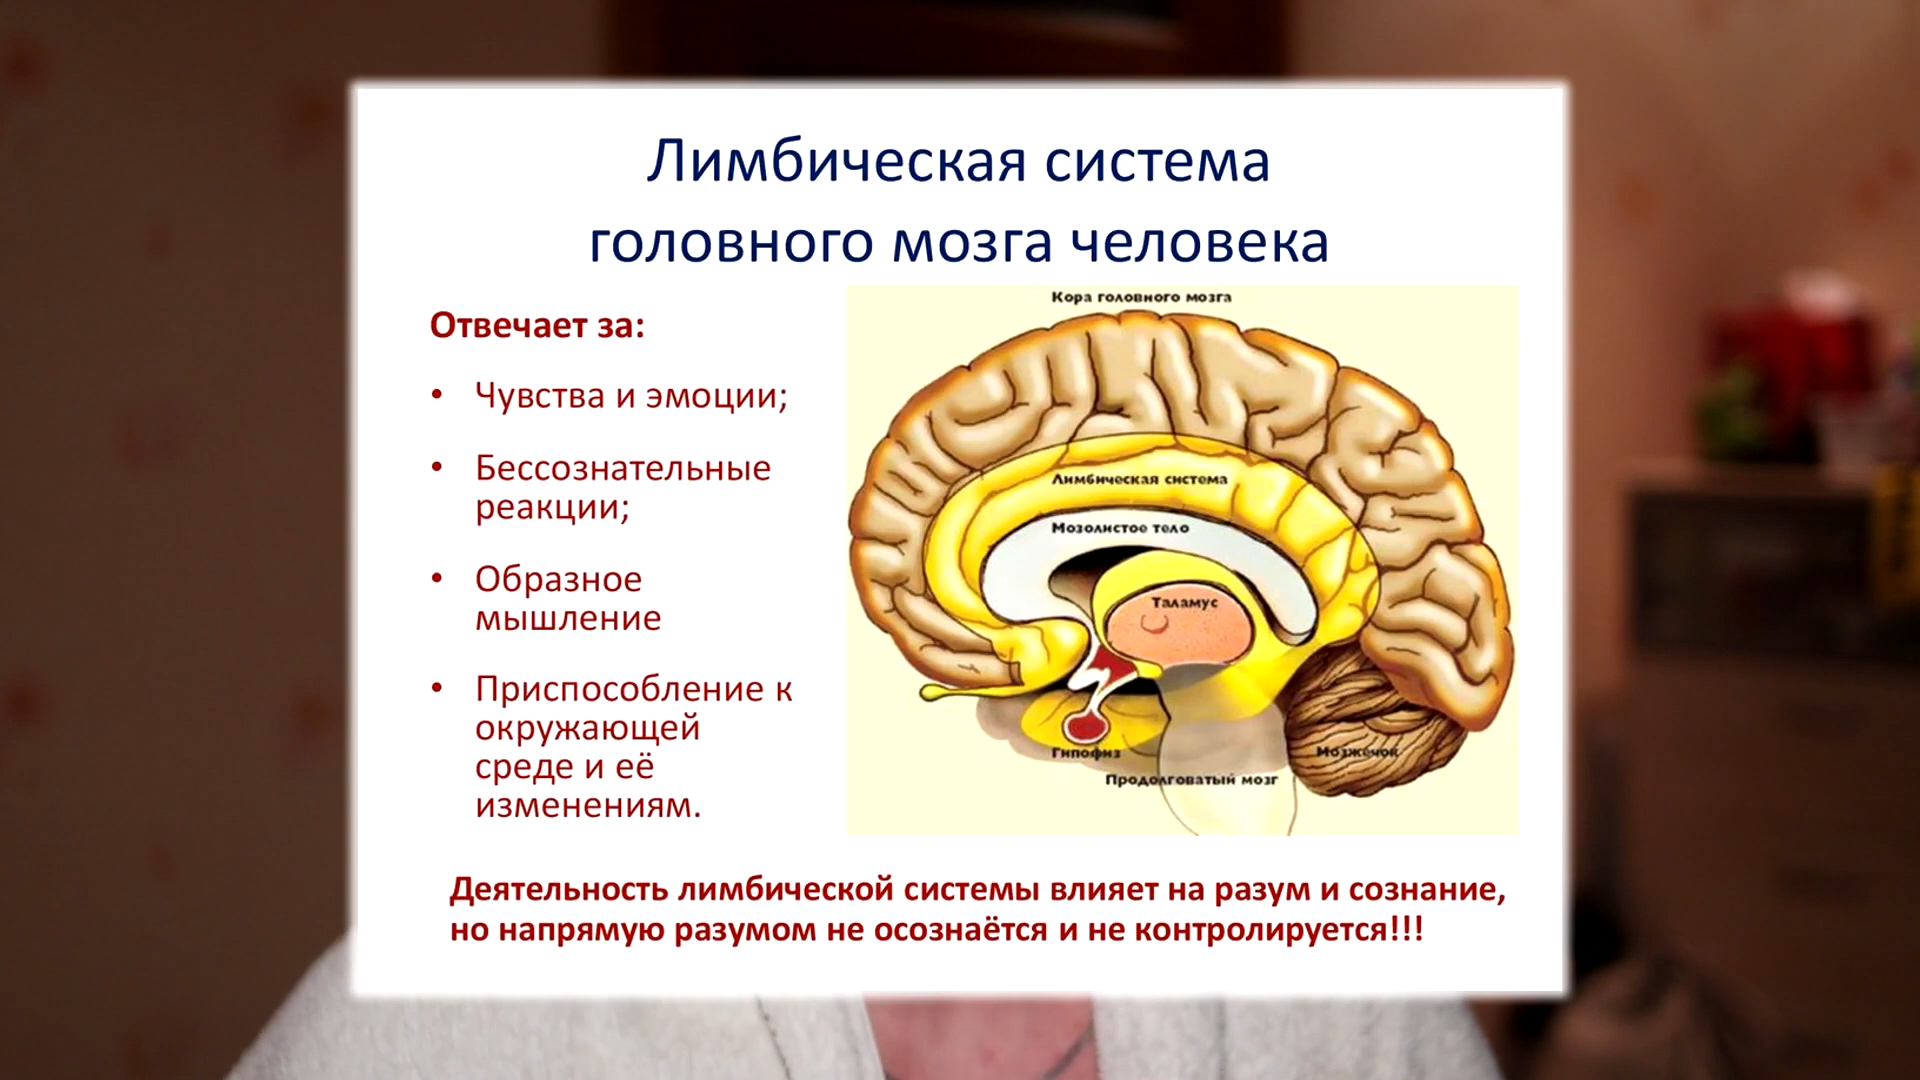 Лимбическая система
головного мозга человека
Отвечает за:
• Чувства и эмоции;
• Бессознательные
реакции;
• Образное
мышление
• Приспособление к
окружающей
среде и её
изменениям.
Кора головного мозга
Лимбическая система
Мозолистое тело
Таламус
Гипофиз
Мозжечок
Продолговатый мозг
Деятельность лимбической системы влияет на разум и сознание,
но напрямую разумом не осознаётся и не контролируется!!!